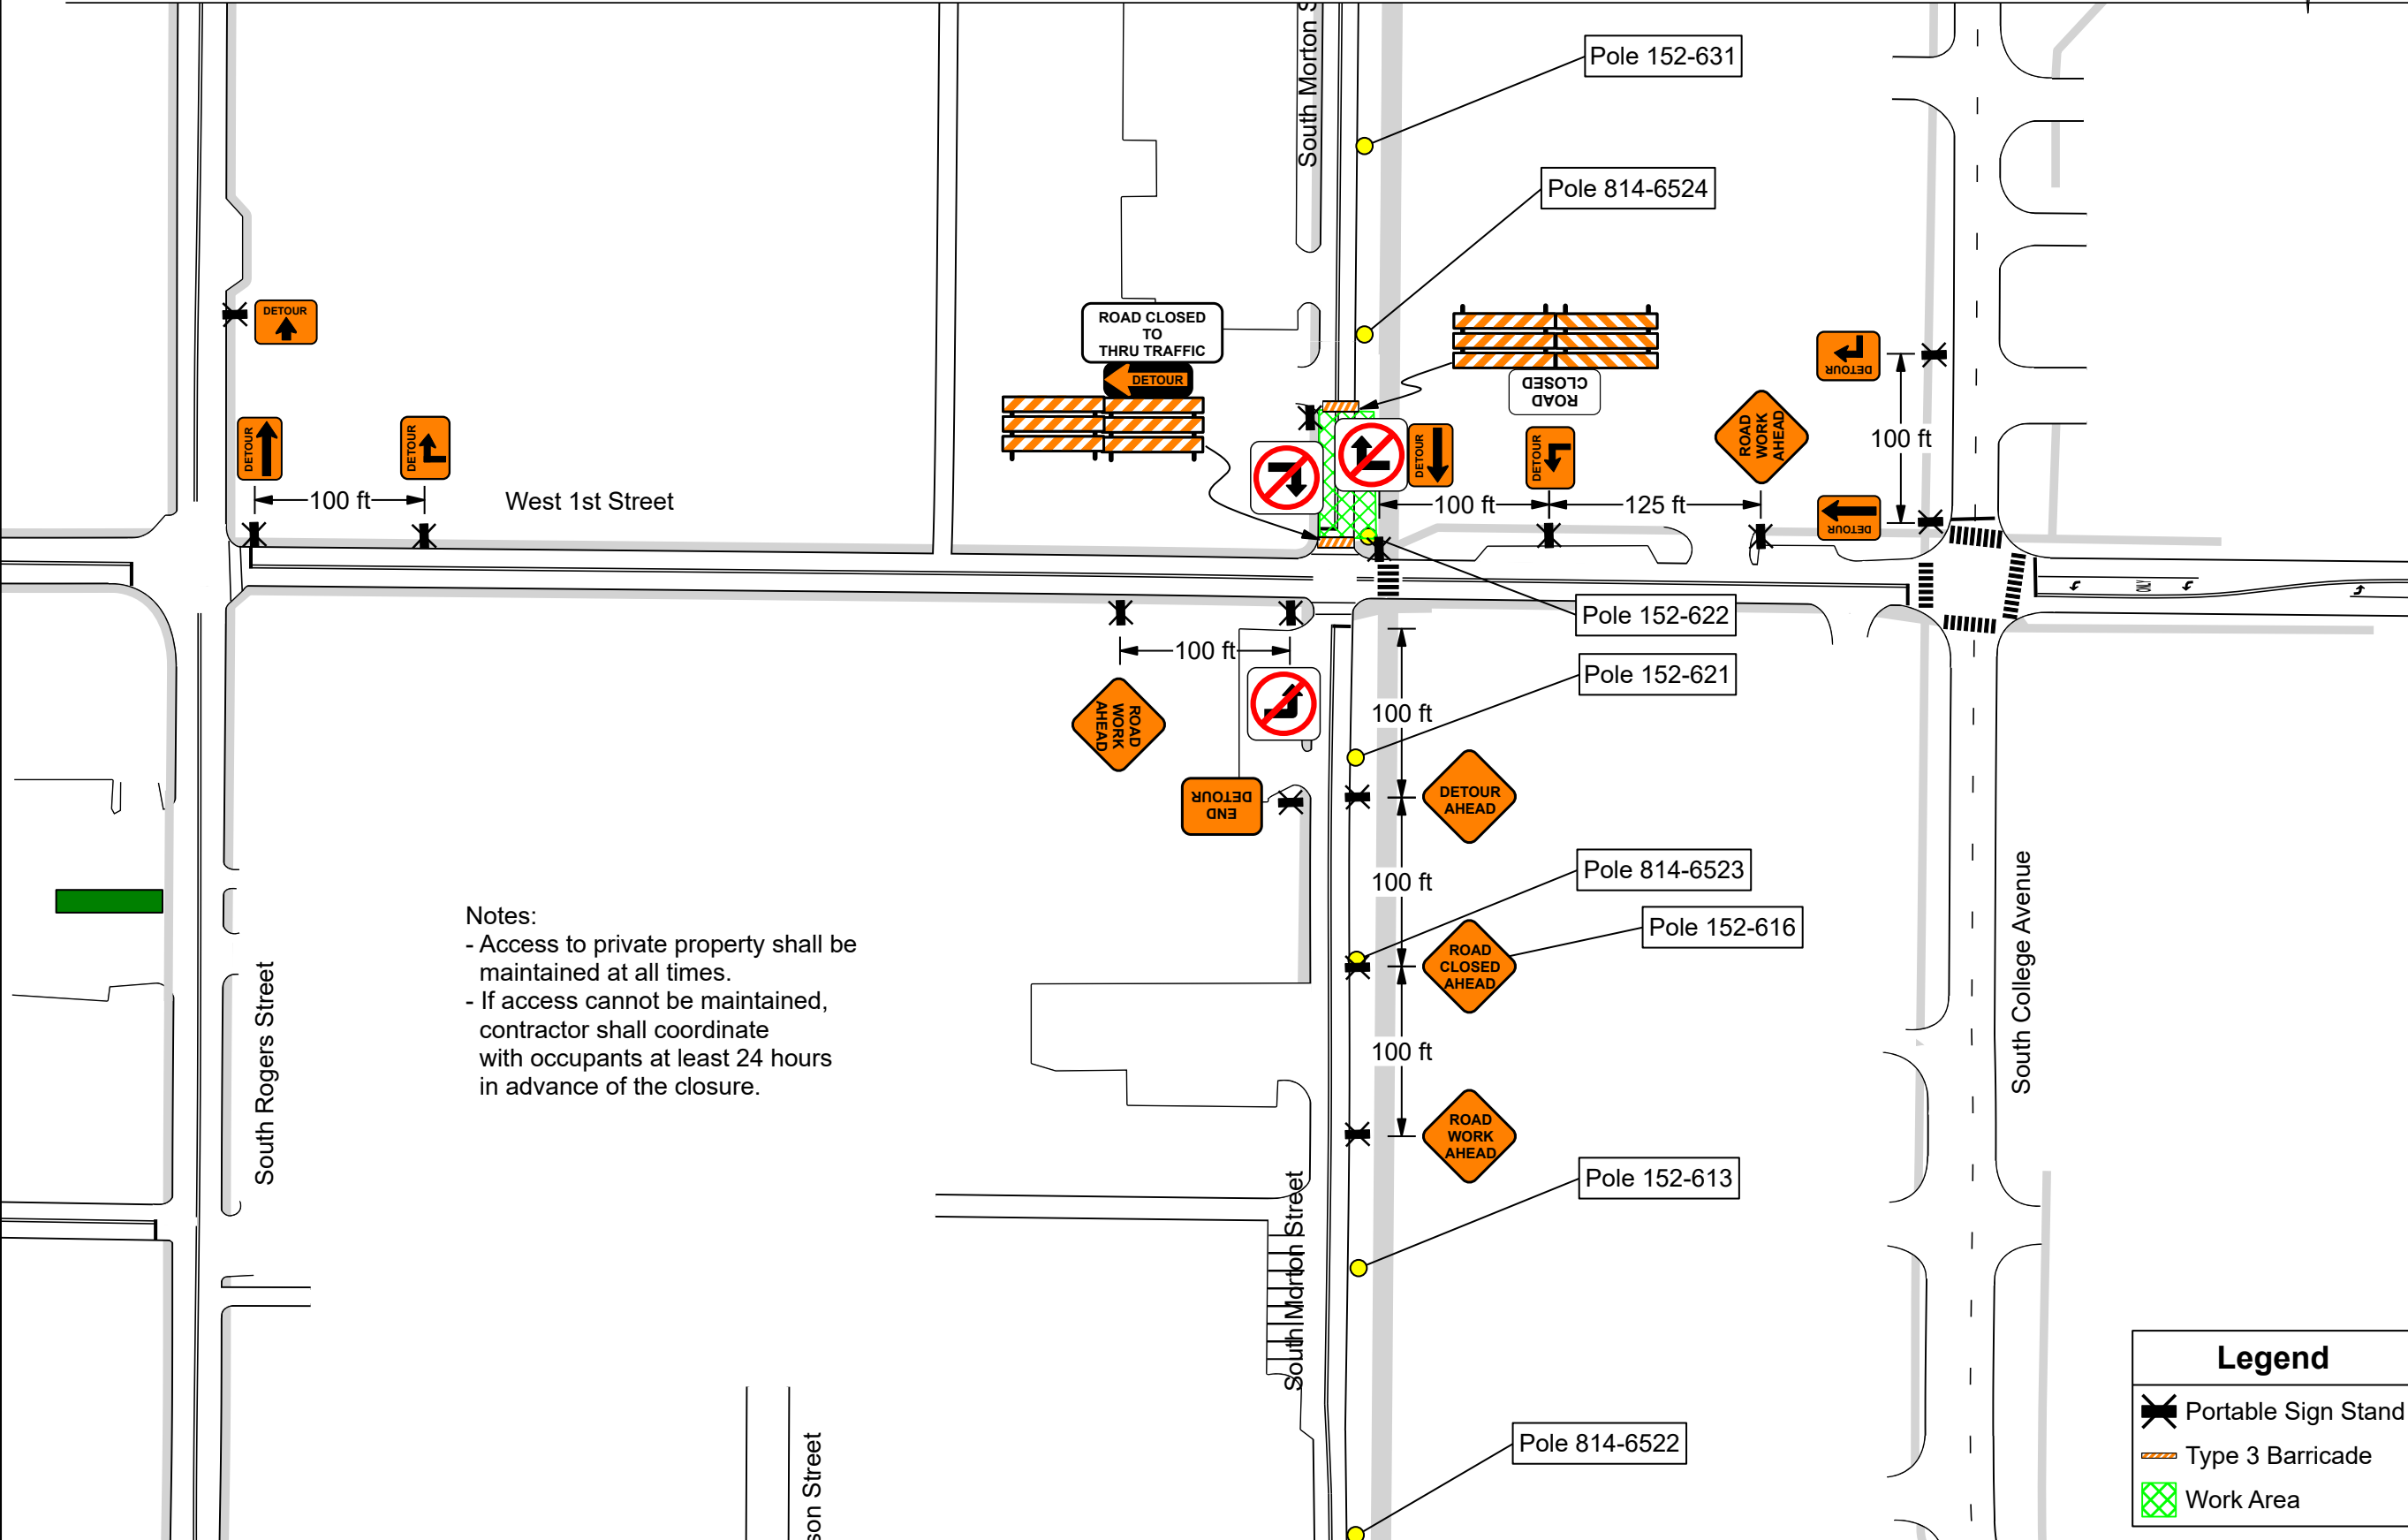 South Morton S
Pole 152-631
Pole 814-6524
DETOUR
ROAD CLOSED
TO
THRU TRAFFIC
DETOUR
ROAD
CLOSED
DETOUR
ROAD
WORK
AHEAD
100 ft
DETOUR
DETOUR
DETOUR
DETOUR
DETOUR
100 ft
West 1st Street
100 ft
125 ft
ONLY
Pole 152-622
100 ft
Pole 152-621
ROAD
WORK
AHEAD
100 ft
END
DETOUR
DETOUR
AHEAD
Pole 814-6523
100 ft
Pole 152-616
ROAD
CLOSED
AHEAD
Notes:
- Access to private property shall be
maintained at all times.
- If access cannot be maintained,
contractor shall coordinate
with occupants at least 24 hours
in advance of the closure.
South Rogers Street
South College Avenue
100 ft
ROAD
WORK
AHEAD
Pole 152-613
South Morton Street
Pole 814-6522
son Street
Legend
Portable Sign Stand
Type 3 Barricade
Work Area